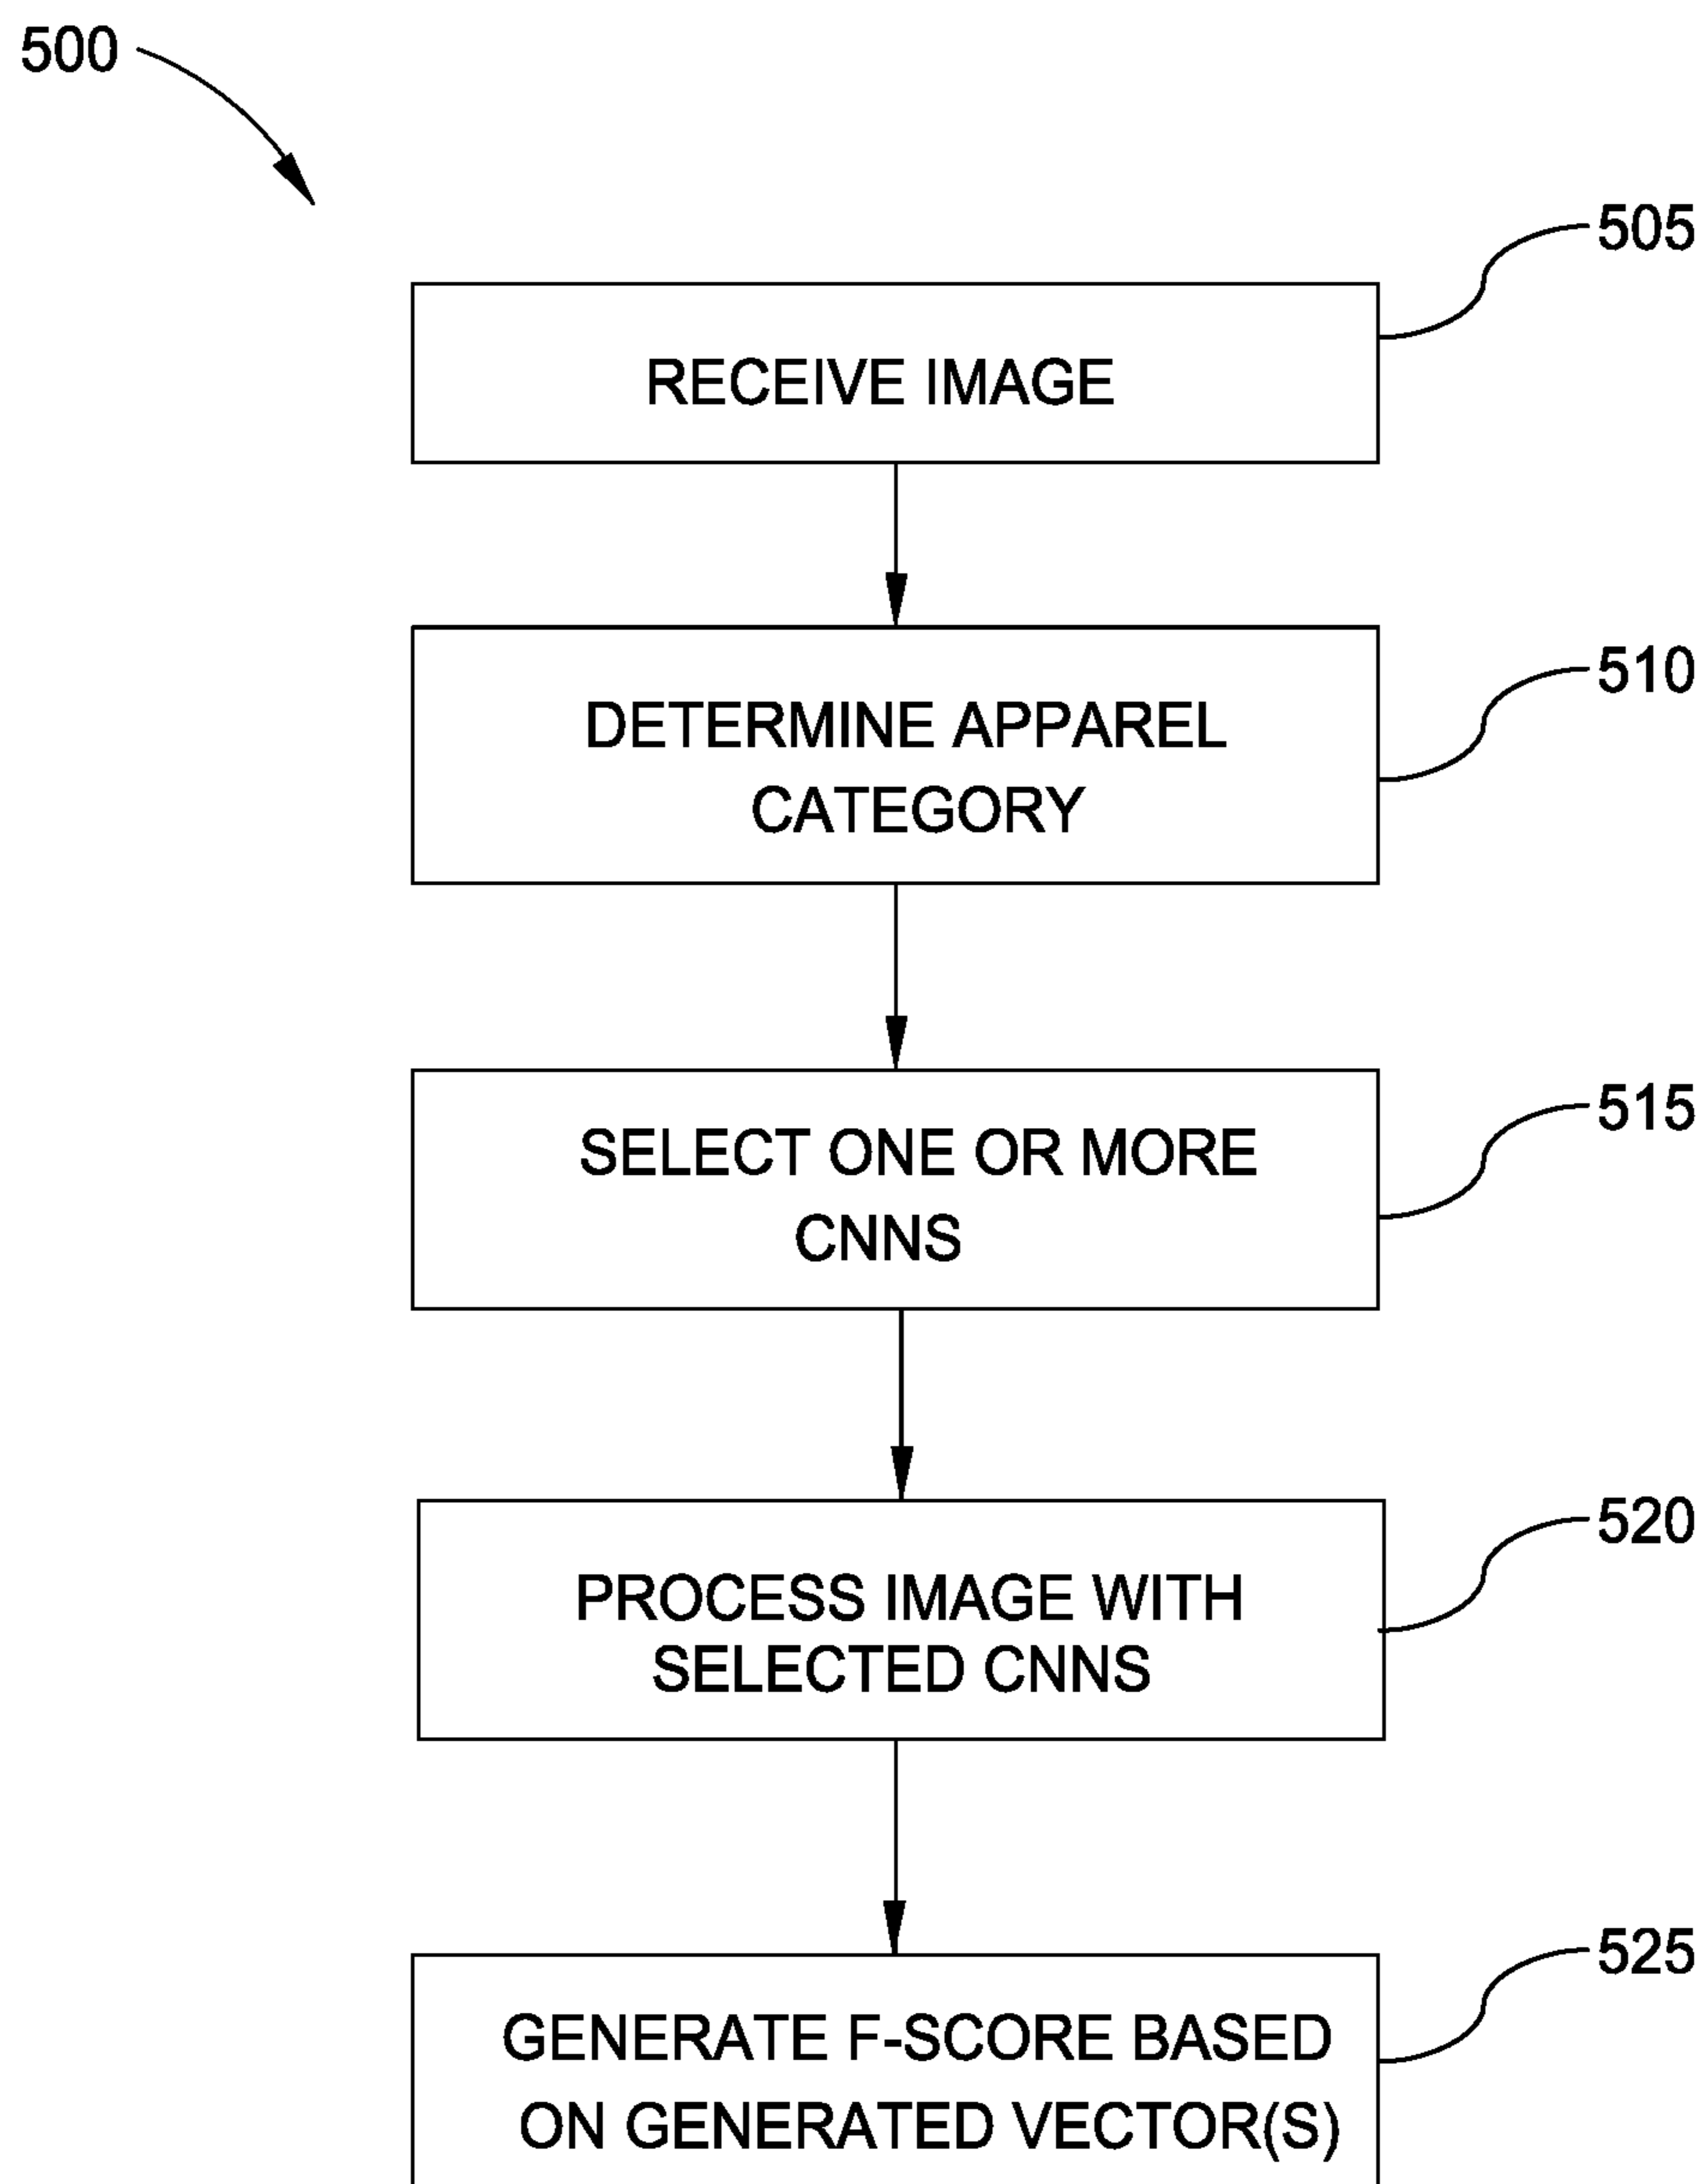 500
505
RECEIVE IMAGE
510
DETERMINE APPAREL
CATEGORY
515
SELECT ONE OR MORE
CNNS
520
PROCESS IMAGE WITH
SELECTED CNNS
525
GENERATE F-SCORE BASED
ON GENERATED VECTOR(S)